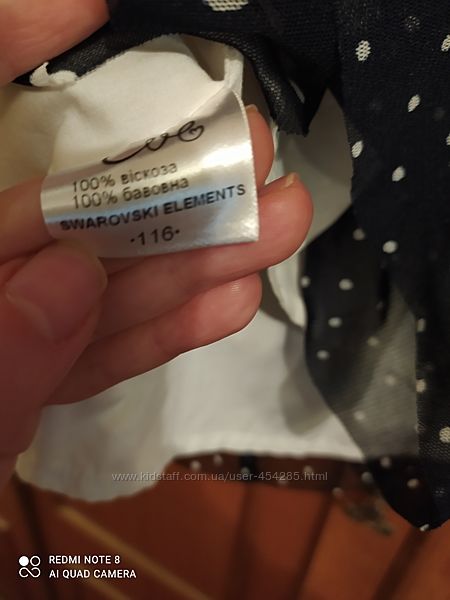 100% віскоза
100% бавовна
SWAROVSKI ELEMENTS
·116·
www.kidstaff.com.ua/user-454285.html
REDMI NOTE 8
AI QUAD CAMERA